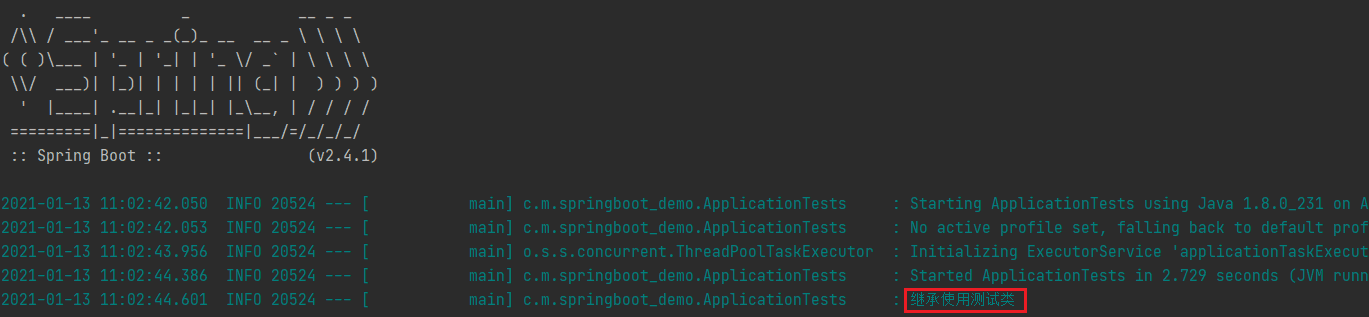 .   ____          _            __ _ _
 /\\ / ___'_ __ _ _(_)_ __  __ _ \ \ \ \
( ( )\___ | '_ | '_| | '_ \/ _` | \ \ \ \
 \\/  ___)| |_)| | | | | || (_| |  ) ) ) )
  '  |____| .__|_| |_|_| |_\__, | / / / /
 =========|_|==============|___/=/_/_/_/
 :: Spring Boot ::                (v2.4.1)
2021-01-13 11:02:42.050  INFO 20524 --- [           main] c.m.springboot_demo.ApplicationTests     : Starting ApplicationTests using Java 1.8.0_231 on A
2021-01-13 11:02:42.053  INFO 20524 --- [           main] c.m.springboot_demo.ApplicationTests     : No active profile set, falling back to default prof
2021-01-13 11:02:43.956  INFO 20524 --- [           main] o.s.s.concurrent.ThreadPoolTaskExecutor  : Initializing ExecutorService 'applicationTaskExecut
2021-01-13 11:02:44.386  INFO 20524 --- [           main] c.m.springboot_demo.ApplicationTests     : Started ApplicationTests in 2.729 seconds (JVM runn
2021-01-13 11:02:44.601  INFO 20524 --- [           main] c.m.springboot_demo.ApplicationTests     : 继承使用测试类